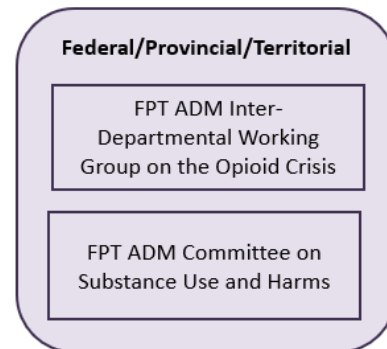 Federal/Provincial/Territorial
FPT ADM Inter-
Departmental Working
Group on the Opioid Crisis
FPT ADM Committee on
Substance Use and Harms